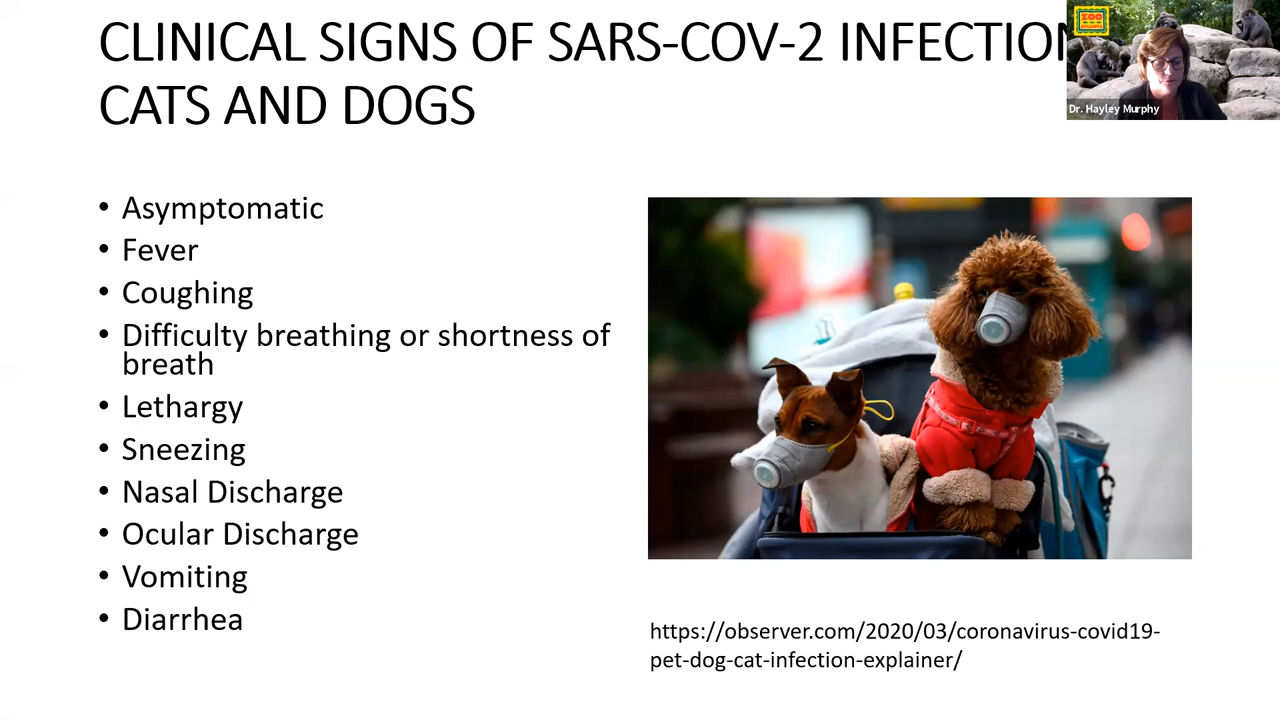 CLINICAL SIGNS OF SARS-COV-2 INFECTION
CATS AND DOGS
ZOO
ATLANTA
Dr. Hayley Murphy
• Asymptomatic
• Fever
• Coughing
• Difficulty breathing or shortness of
breath
• Lethargy
• Sneezing
• Nasal Discharge
• Ocular Discharge
• Vomiting
• Diarrhea
https://observer.com/2020/03/coronavirus-covid19-
pet-dog-cat-infection-explainer/